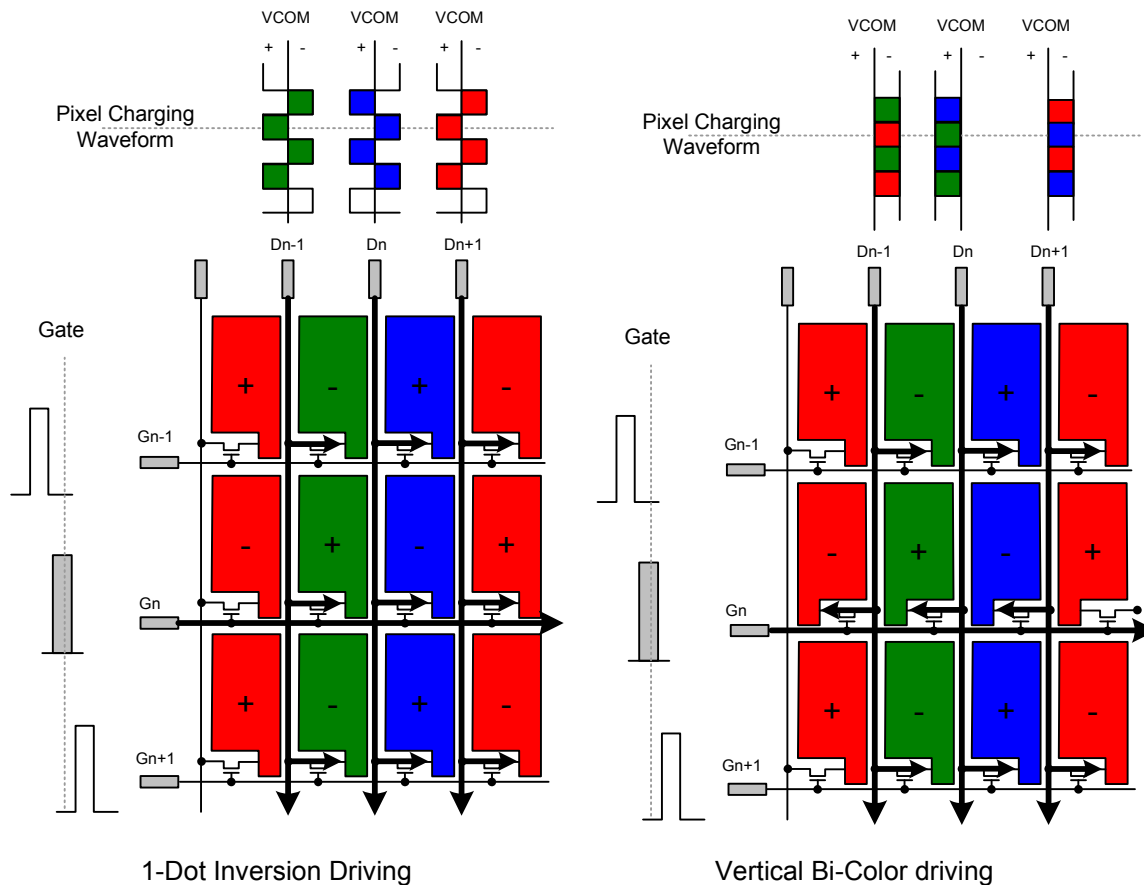 VCOM VCOM VCOM
+ - + - + -
Pixel Charging
Waveform
Dn-1 Dn Dn+1
Gate
+ - + -
Gn-1
- + - +
Gn
+ - + -
Gn+1
1-Dot Inversion Driving
VCOM VCOM VCOM
+ - + - + -
Pixel Charging
Waveform
Dn-1 Dn Dn+1
Gate
+ - + -
Gn-1
- + - +
Gn
+ - + -
Gn+1
Vertical Bi-Color driving